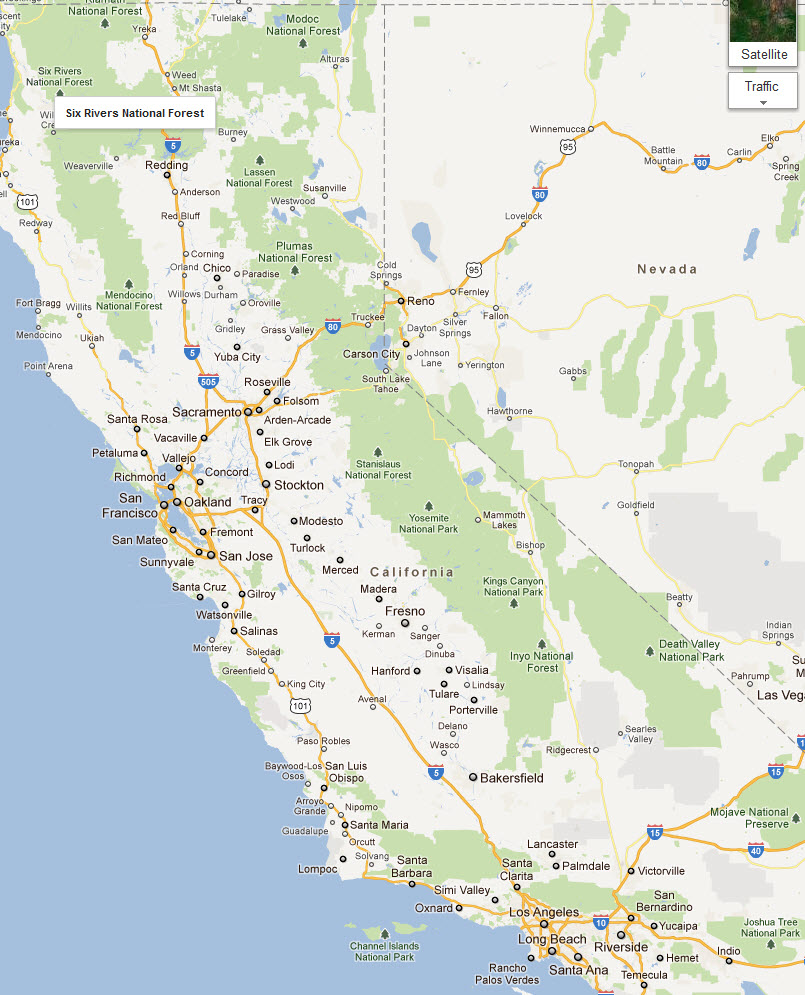 Klamath
National Forest
Tulelake
Modoc
National Forest
Yreka
Alturas
Satellite
Traffic
Six Rivers
National Forest
Weed
Mt Shasta
Six Rivers National Forest
Burney
Winnemucca
95
Elko
Carlin
Battle
Mountain
80
Spring
Creek
5
Weaverville
Redding
Lassen
National Forest
Anderson
Susanville
Westwood
80
101
Redway
Red Bluff
Lovelock
Plumas
National Forest
Corning
Orland
Chico
Paradise
Cold
Springs
95
Nevada
Mendocino
National Forest
Willows
Durham
Oroville
Reno
Fernley
Fallon
Fort Bragg
Willits
Mendocino
Ukiah
Gridley
Grass Valley
80
Truckee
Dayton
Silver
Springs
Carson City
Johnson
Lane
Yerington
Yuba City
5
Point Arena
505
Roseville
Folsom
South Lake
Tahoe
Gabbs
Hawthorne
Sacramento
Arden-Arcade
Santa Rosa
Vacaville
Elk Grove
Petaluma
Vallejo
Lodi
Stanislaus
National Forest
Tonopah
Richmond
Concord
Stockton
San
Francisco
Oakland
Tracy
Goldfield
Modesto
Yosemite
National Park
Mammoth
Lakes
San Mateo
Fremont
Turlock
Bishop
Sunnyvale
San Jose
Merced
California
Santa Cruz
Gilroy
Madera
Kings Canyon
National Park
Beatty
Watsonville
Fresno
Salinas
Kerman
Sanger
Indian
Springs
Monterey
5
Soledad
Dinuba
Inyo National
Forest
Death Valley
National Park
Greenfield
Hanford
Visalia
Pahrump
King City
Tulare
Lindsay
Las Vega
101
Avenal
Porterville
Delano
Searles
Valley
Paso Robles
Wasco
Ridgecrest
Baywood-Los
Osos
San Luis
Obispo
5
Bakersfield
15
Arroyo
Grande
Nipomo
Mojave National
Preserve
Guadalupe
Santa Maria
15
Orcutt
40
Lompoc
Solvang
Santa
Barbara
Santa
Clarita
Lancaster
Palmdale
Victorville
Simi Valley
San
Bernardino
Oxnard
Los Angeles
10
Yucaipa
Joshua Tree
National Park
Channel Islands
National Park
Long Beach
Riverside
Hemet
Indio
Rancho
Palos Verdes
Santa Ana
Temecula